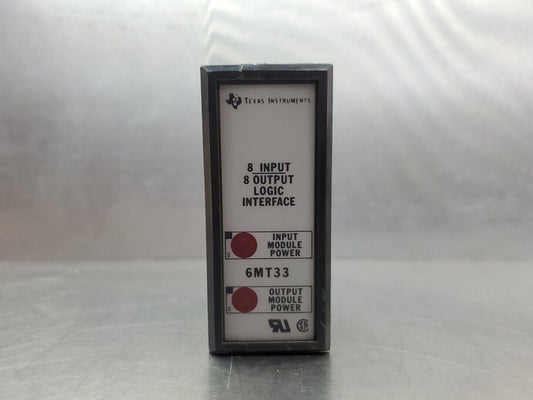 TEXAS INSTRUMENTS
8 INPUT
8 OUTPUT
LOGIC
INTERFACE
INPUT
MODULE
POWER
6MT33
OUTPUT
MODULE
POWER